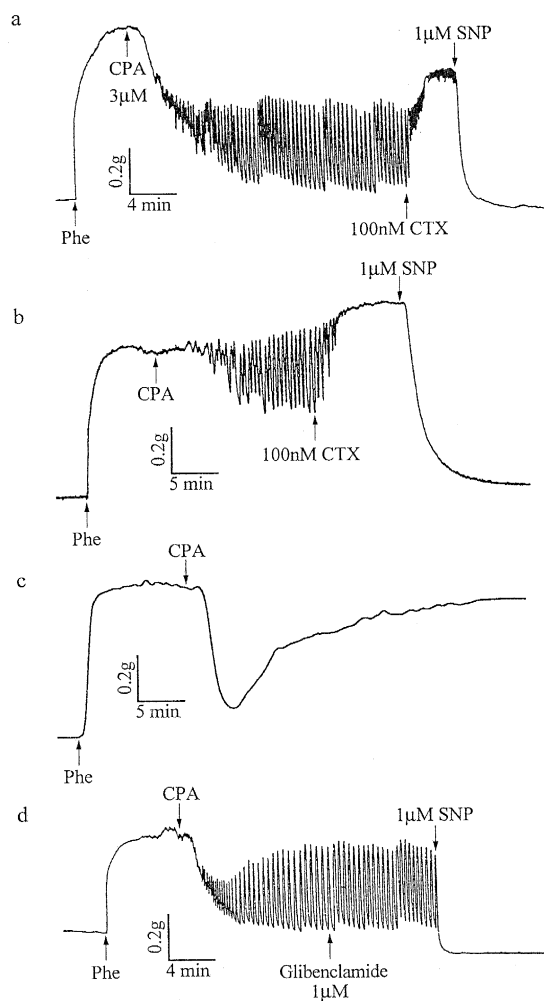 a
1µM SNP
CPA
3µM
0.2g
4 min
Phe
100nM CTX
1µM SNP
b
CPA
0.2g
5 min
100nM CTX
Phe
CPA
c
0.2g
5 min
Phe
CPA
d
1µM SNP
0.2g
4 min
Phe
Glibenclamide
1µM